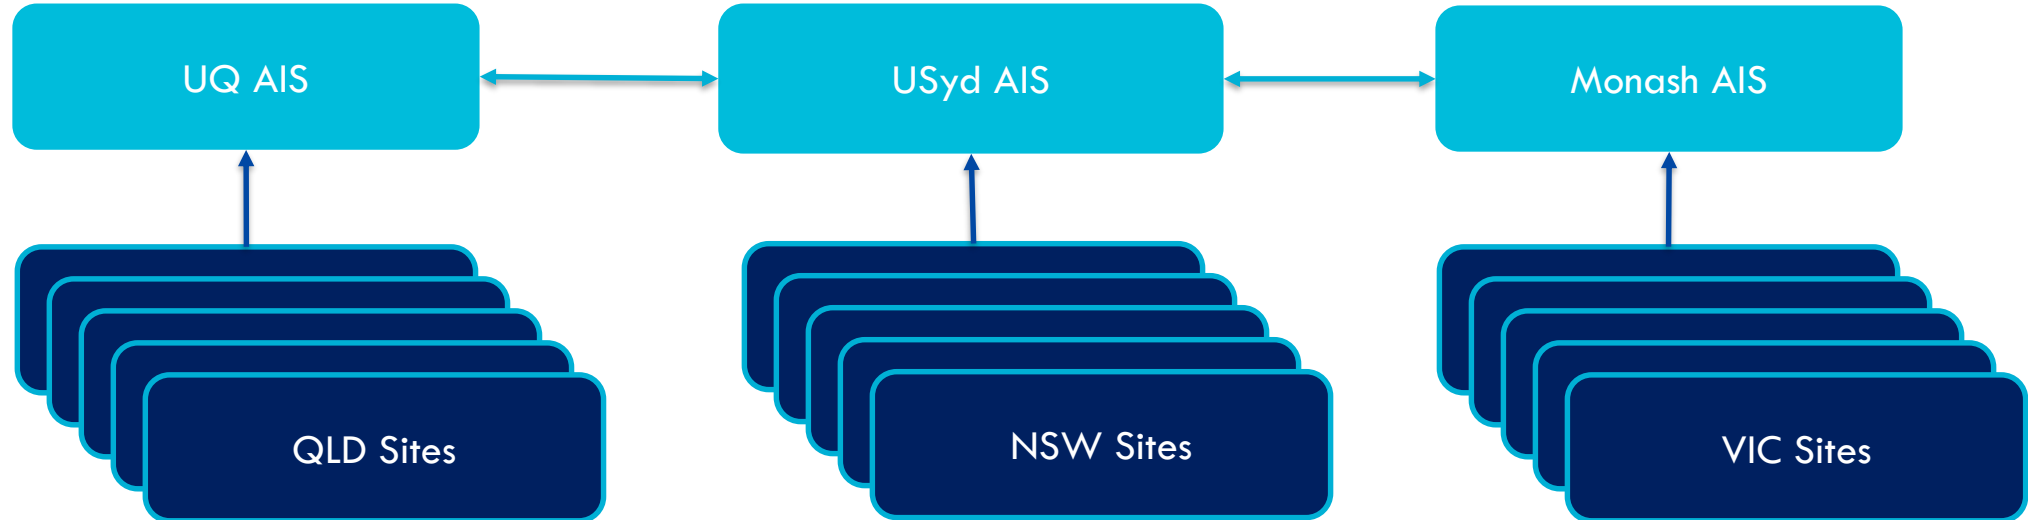 UQ AIS
USyd AIS
Monash AIS
QLD Sites
NSW Sites
VIC Sites